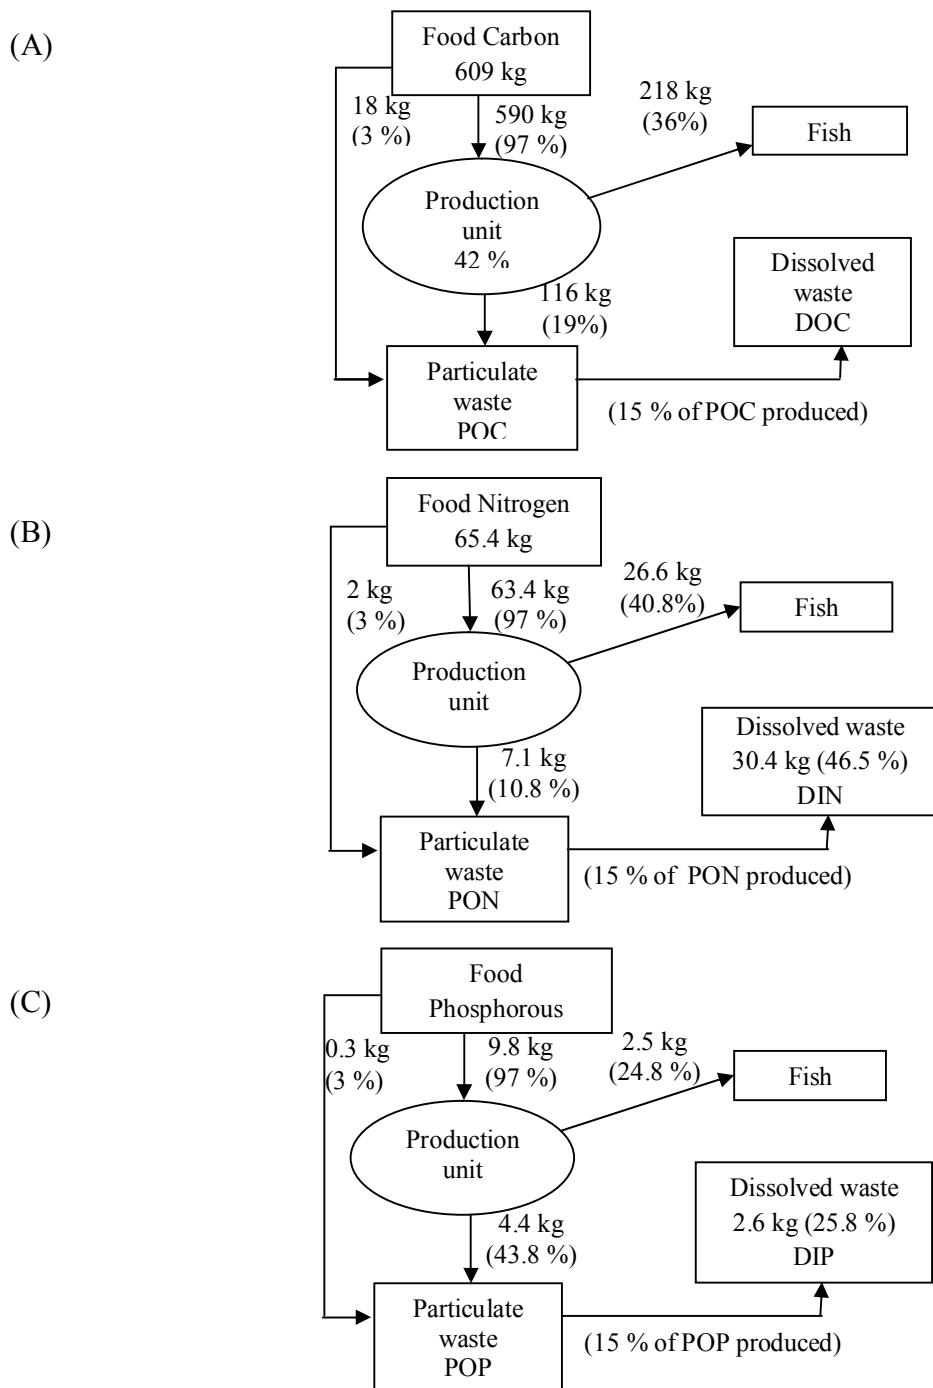 (A)
Food Carbon
609 kg
18 kg
(3 %)
590 kg
(97 %)
218 kg
(36%)
Fish
Production
unit
42 %
116 kg
(19%)
Dissolved
waste
DOC
Particulate
waste
POC
(15 % of POC produced)
(B)
Food Nitrogen
65.4 kg
2 kg
(3 %)
63.4 kg
(97 %)
26.6 kg
(40.8%)
Fish
Production
unit
7.1 kg
(10.8 %)
Dissolved waste
30.4 kg (46.5 %)
DIN
Particulate
waste
PON
(15 % of PON produced)
(C)
Food
Phosphorous
0.3 kg
(3 %)
9.8 kg
(97 %)
2.5 kg
(24.8 %)
Fish
Production
unit
4.4 kg
(43.8 %)
Dissolved waste
2.6 kg (25.8 %)
DIP
Particulate
waste
POP
(15 % of POP produced)